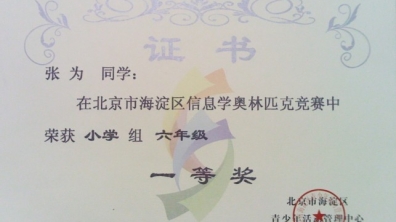 证书
张为 同学：
在北京市海淀区信息学奥林匹克竞赛中
荣获 小学 组 六年级
一等奖
北京市海淀区
青少年活动管理中心